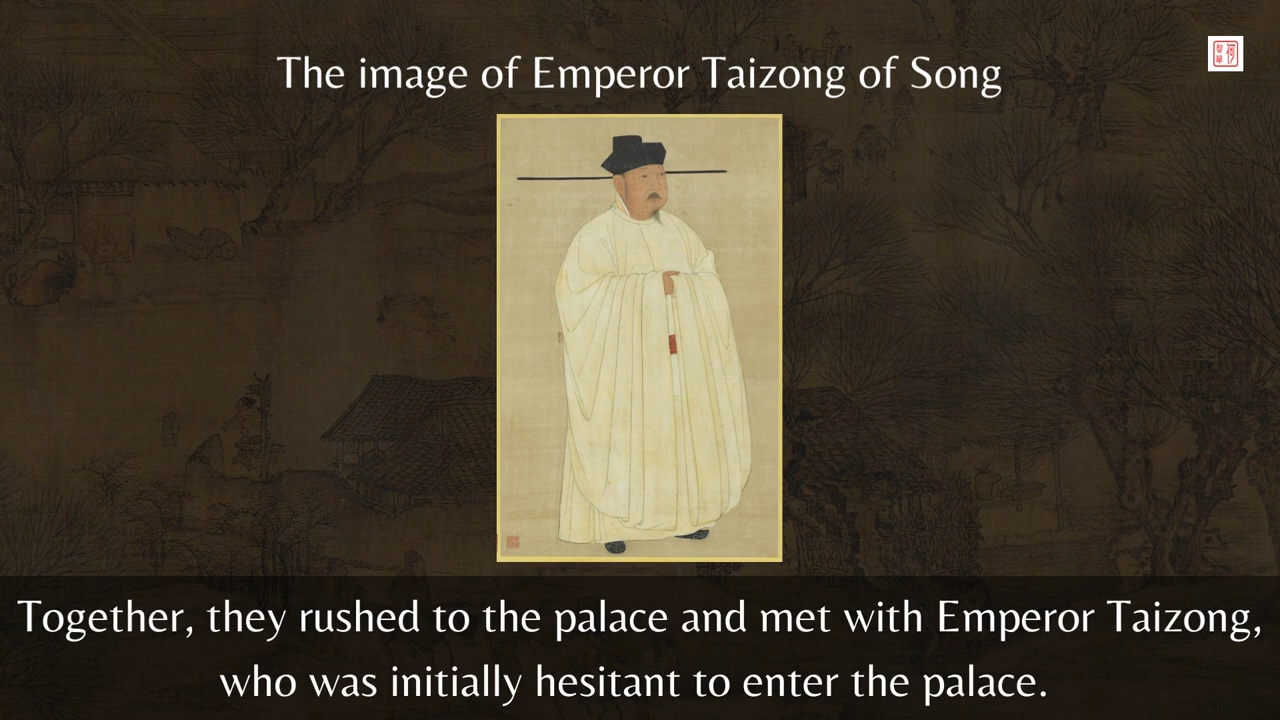 The image of Emperor Taizong of Song
Together, they rushed to the palace and met with Emperor Taizong,
who was initially hesitant to enter the palace.